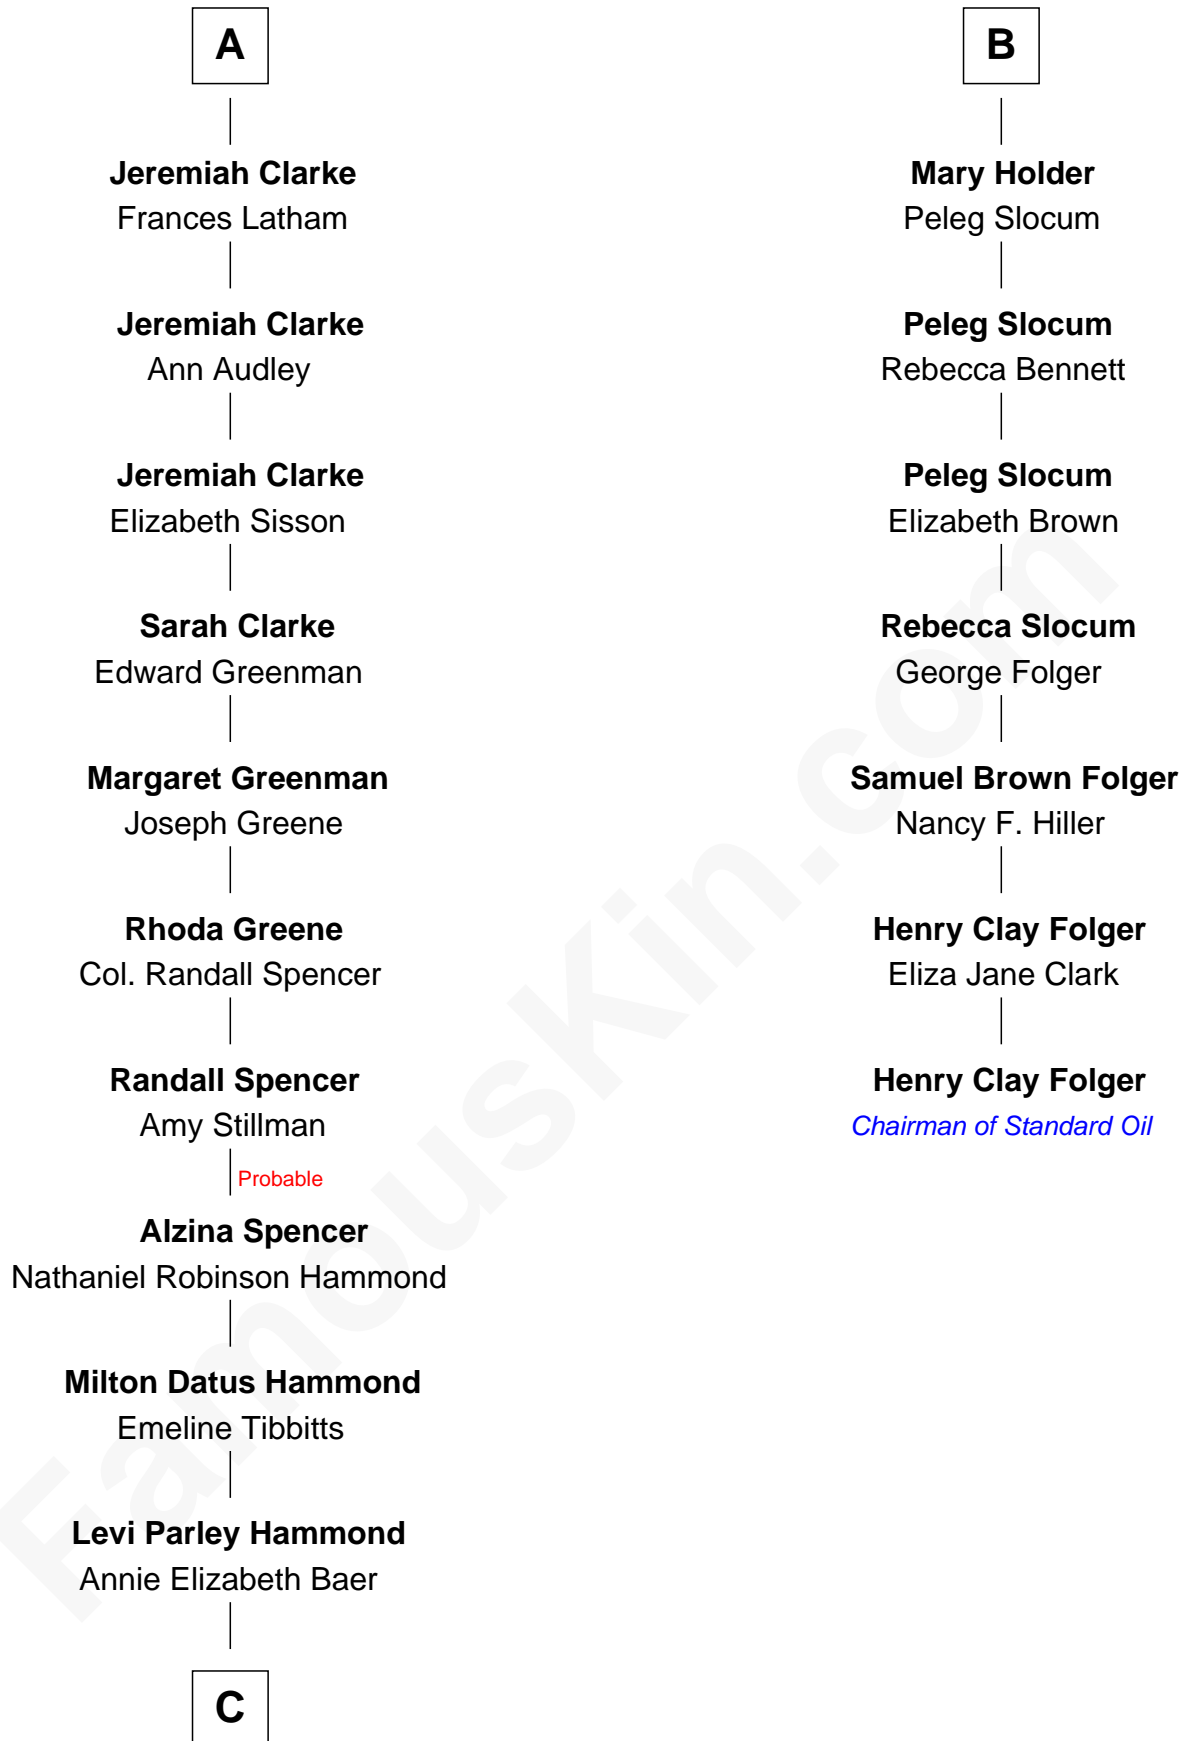 A
Jeremiah Clarke
Frances Latham
Jeremiah Clarke
Ann Audley
Jeremiah Clarke
Elizabeth Sisson
Sarah Clarke
Edward Greenman
Margaret Greenman
Joseph Greene
Rhoda Greene
Col. Randall Spencer
Randall Spencer
Amy Stillman
Probable
Alzina Spencer
Nathaniel Robinson Hammond
Milton Datus Hammond
Emeline Tibbitts
Levi Parley Hammond
Annie Elizabeth Baer
C
B
Mary Holder
Peleg Slocum
Peleg Slocum
Rebecca Bennett
Peleg Slocum
Elizabeth Brown
Rebecca Slocum
George Folger
Samuel Brown Folger
Nancy F. Hiller
Henry Clay Folger
Eliza Jane Clark
Henry Clay Folger
Chairman of Standard Oil
FamousKin.com